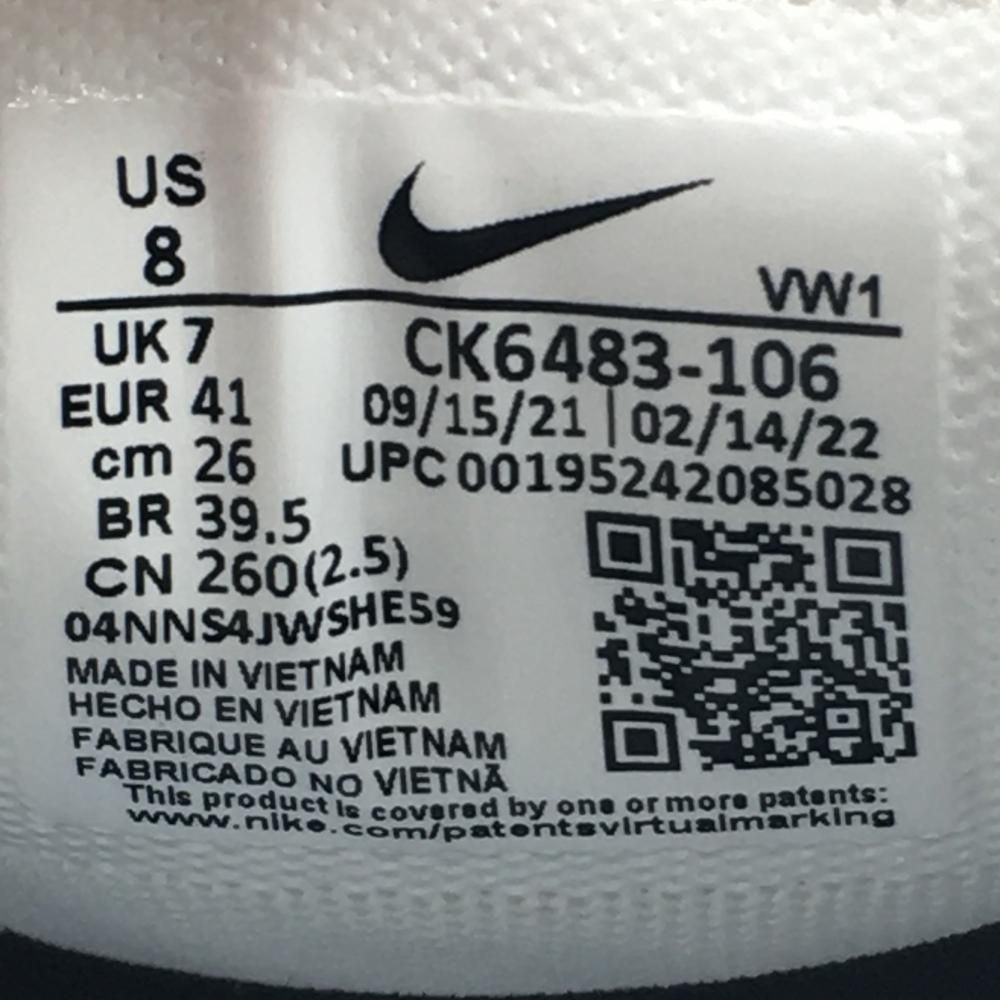 US
8
VW1
UK 7
CK6483-106
EUR 41
09/15/21 | 02/14/22
cm 26
UPC 00195242085028
BR 39.5
CN 260(2.5)
04NNS4JWSHE59
MADE IN VIETNAM
HECHO EN VIETNAM
FABRIQUE AU VIETNAM
FABRICADO NO VIETNÃ
This product is covered by one or more patents:
www.nike.com/patentsvirtualmarking